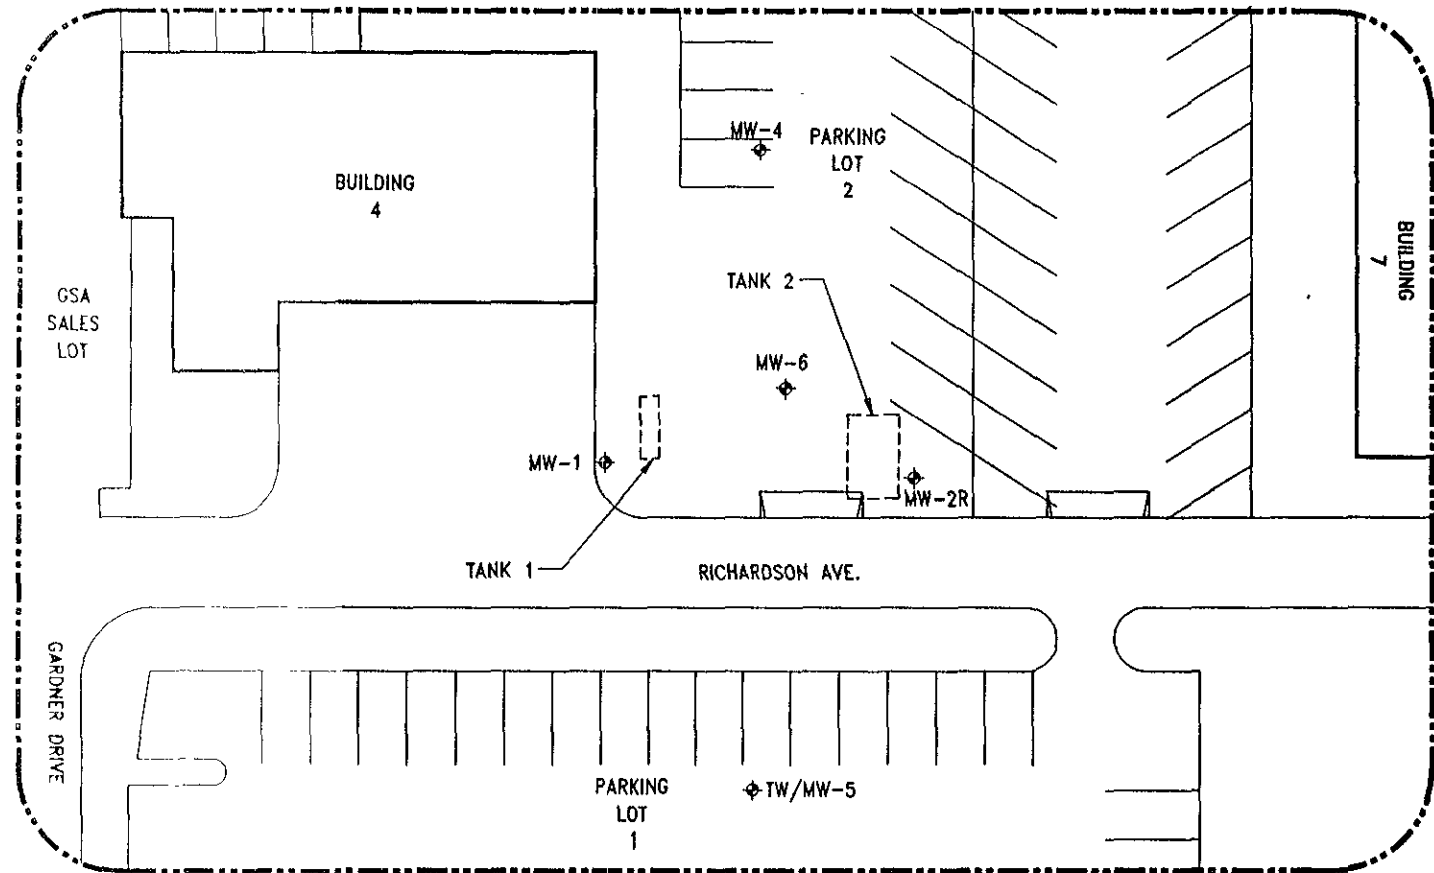 MW-4
PARKING
LOT
2
BUILDING
4
BUILDING
7
TANK 2
GSA
SALES
LOT
MW-6
MW-1
MW-2R
TANK 1
RICHARDSON AVE.
GARDNER DRIVE
PARKING
LOT
1
TW/MW-5